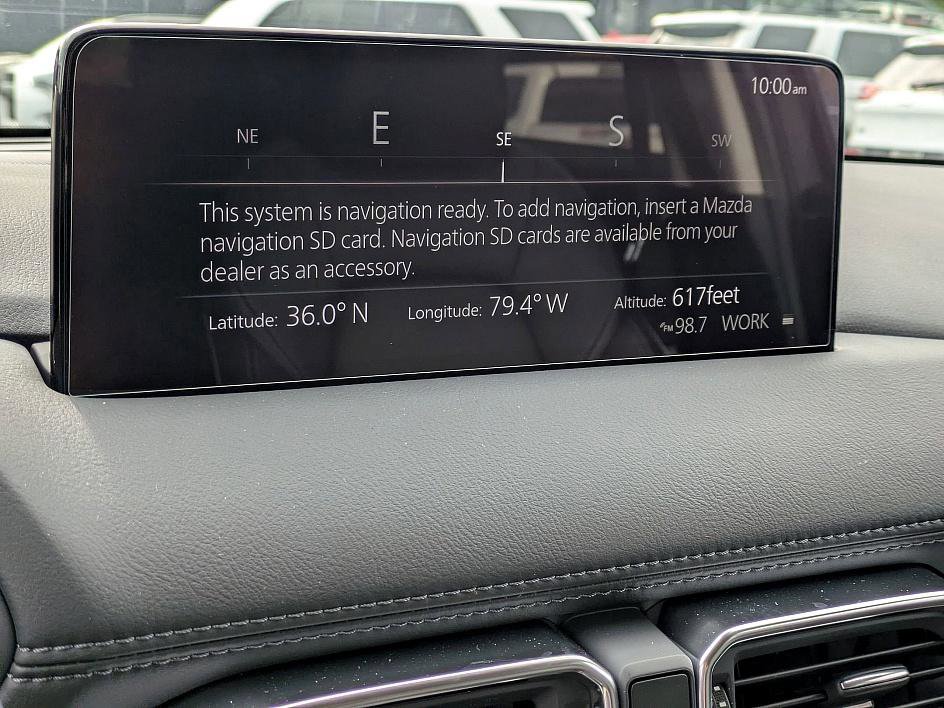 10:00am
NE E SE S SW
This system is navigation ready. To add navigation, insert a Mazda
navigation SD card. Navigation SD cards are available from your
dealer as an accessory.
Latitude: 36.0° N Longitude: 79.4° W Altitude: 617feet
FM 98.7 WORK